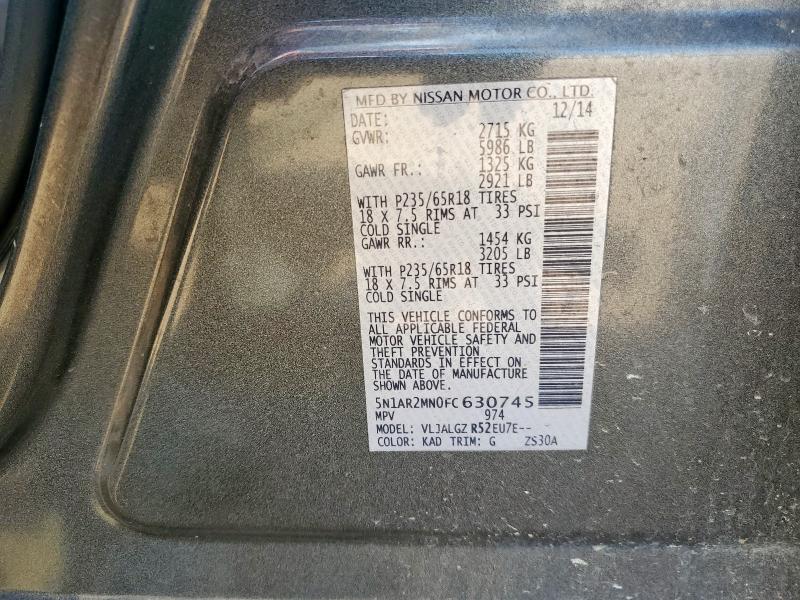 MFD BY NISSAN MOTOR CO., LTD.
DATE: 12/14
GVWR: 2715 KG
5986 LB
GAWR FR.: 1325 KG
2921 LB
WITH P235/65R18 TIRES
18 X 7.5 RIMS AT 33 PSI
COLD SINGLE
GAWR RR.: 1454 KG
3205 LB
WITH P235/65R18 TIRES
18 X 7.5 RIMS AT 33 PSI
COLD SINGLE
THIS VEHICLE CONFORMS TO
ALL APPLICABLE FEDERAL
MOTOR VEHICLE SAFETY AND
THEFT PREVENTION
STANDARDS IN EFFECT ON
THE DATE OF MANUFACTURE
SHOWN ABOVE.
5N1AR2MN0FC630745
MPV 974
MODEL: VLJALGZ R52EU7E--
COLOR: KAD TRIM: G ZS30A